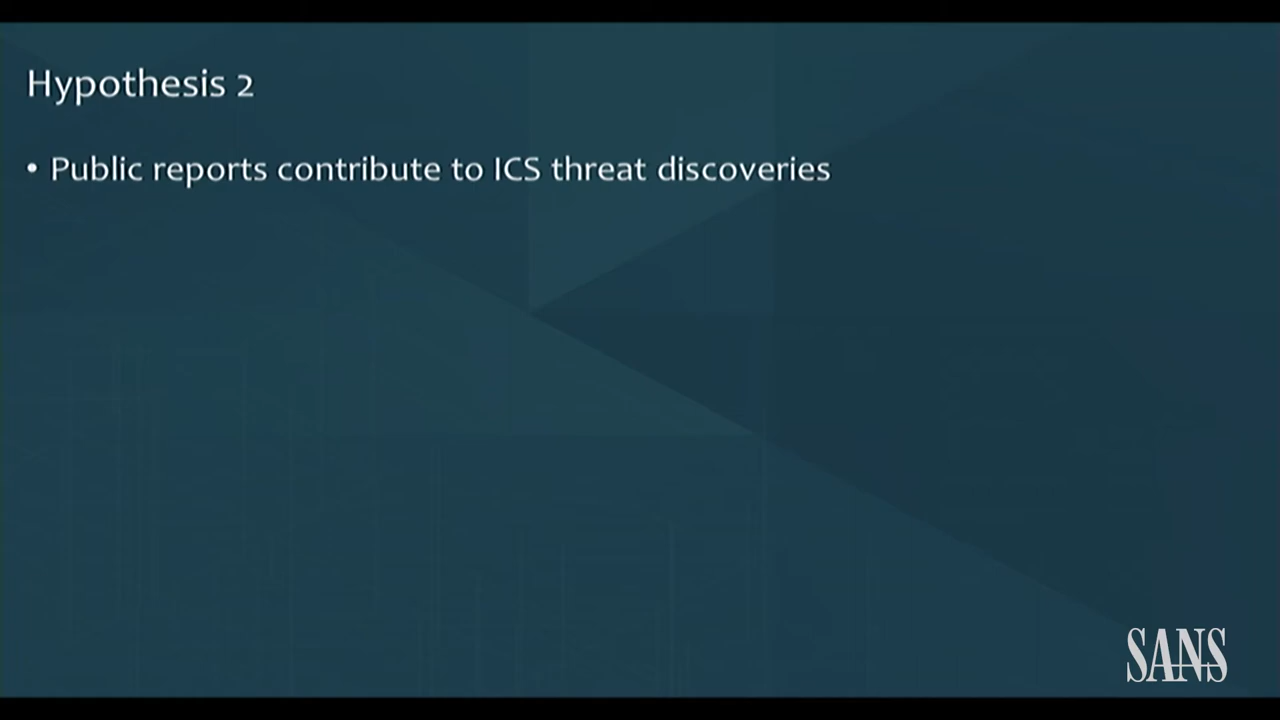 Hypothesis 2
• Public reports contribute to ICS threat discoveries
SANS